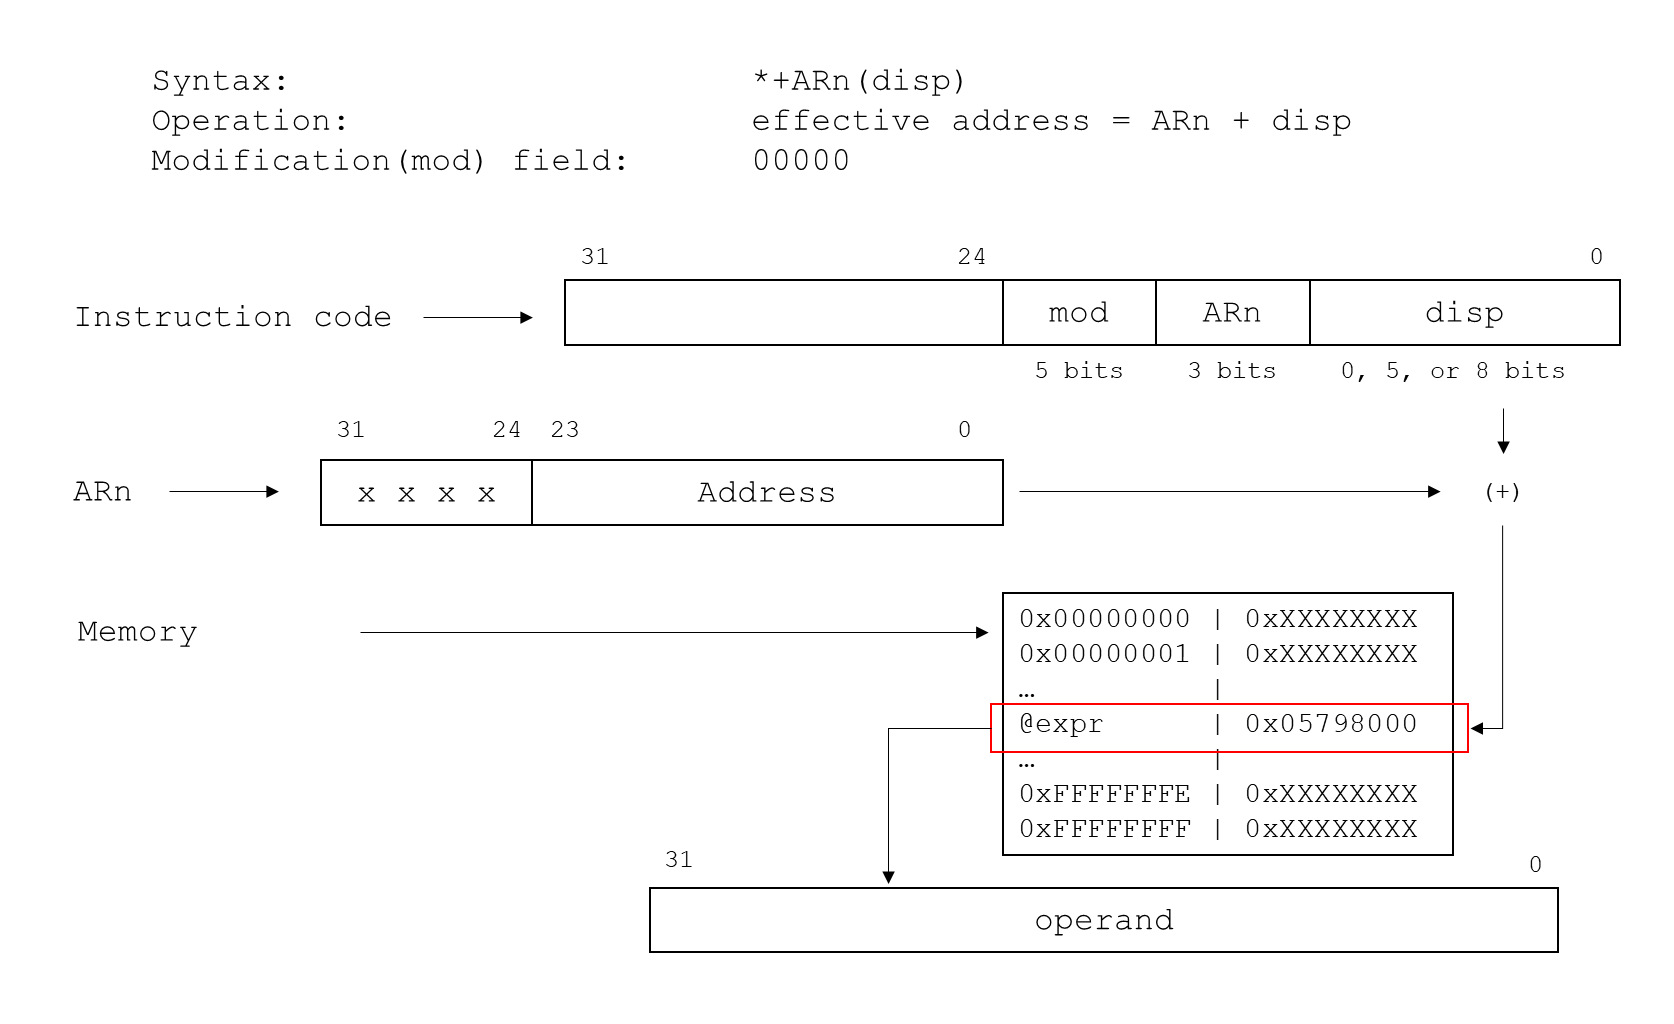 Syntax: *+ARn(disp)
Operation: effective address = ARn + disp
Modification(mod) field: 00000
31 24 0
Instruction code mod ARn disp
5 bits 3 bits 0, 5, or 8 bits
31 24 23 0
ARn x x x x Address (+)
Memory
0x00000000 | 0xXXXXXXXX
0x00000001 | 0xXXXXXXXX
… |
@expr | 0x05798000
… |
0xFFFFFFFE | 0xXXXXXXXX
0xFFFFFFFF | 0xXXXXXXXX
31 0
operand